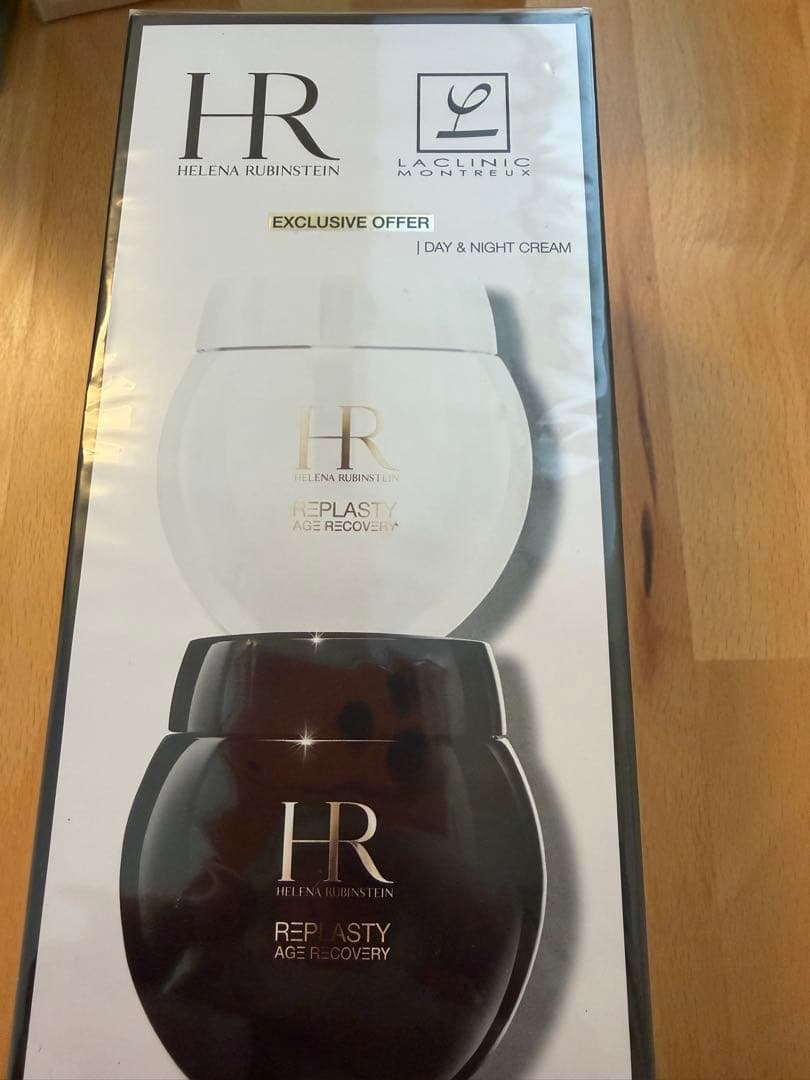 HR
HELENA RUBINSTEIN
LACLINIC
MONTREUX
EXCLUSIVE OFFER
| DAY & NIGHT CREAM
HR
HELENA RUBINSTEIN
REPLASTY
AGE RECOVERY
HR
HELENA RUBINSTEIN
REPLASTY
AGE RECOVERY